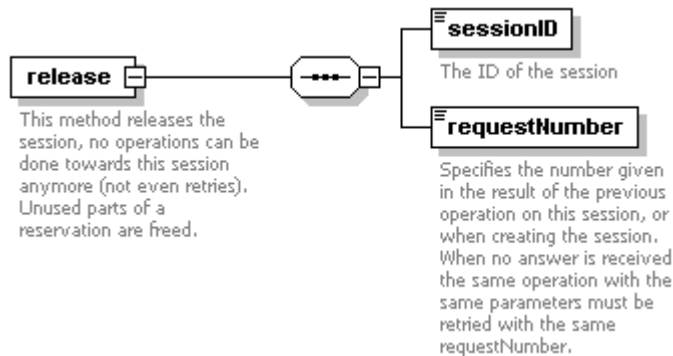 release
This method releases the
session, no operations can be
done towards this session
anymore (not even retries).
Unused parts of a
reservation are freed.
sessionID
The ID of the session
requestNumber
Specifies the number given
in the result of the previous
operation on this session, or
when creating the session.
When no answer is received
the same operation with the
same parameters must be
retried with the same
requestNumber.